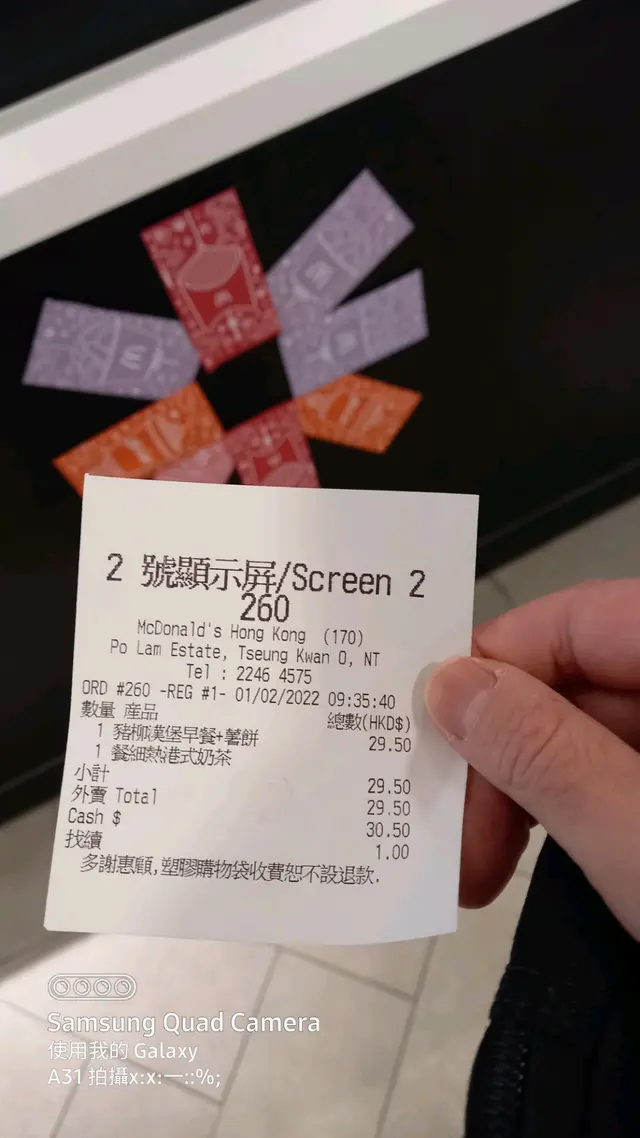 2 號顯示屏/Screen 2
260
McDonald's Hong Kong (170)
Po Lam Estate, Tseung Kwan O, NT
Tel : 2246 4575
ORD #260 -REG #1- 01/02/2022 09:35:40
數量 產品 總數(HKD$)
1 豬柳漢堡早餐+薯餅 29.50
1 餐細熱港式奶茶
小計 29.50
外賣 Total 29.50
Cash $ 30.50
找續 1.00
多謝惠顧,塑膠購物袋收費恕不設退款.
Samsung Quad Camera
使用我的 Galaxy
A31 拍攝x:x:一::%;